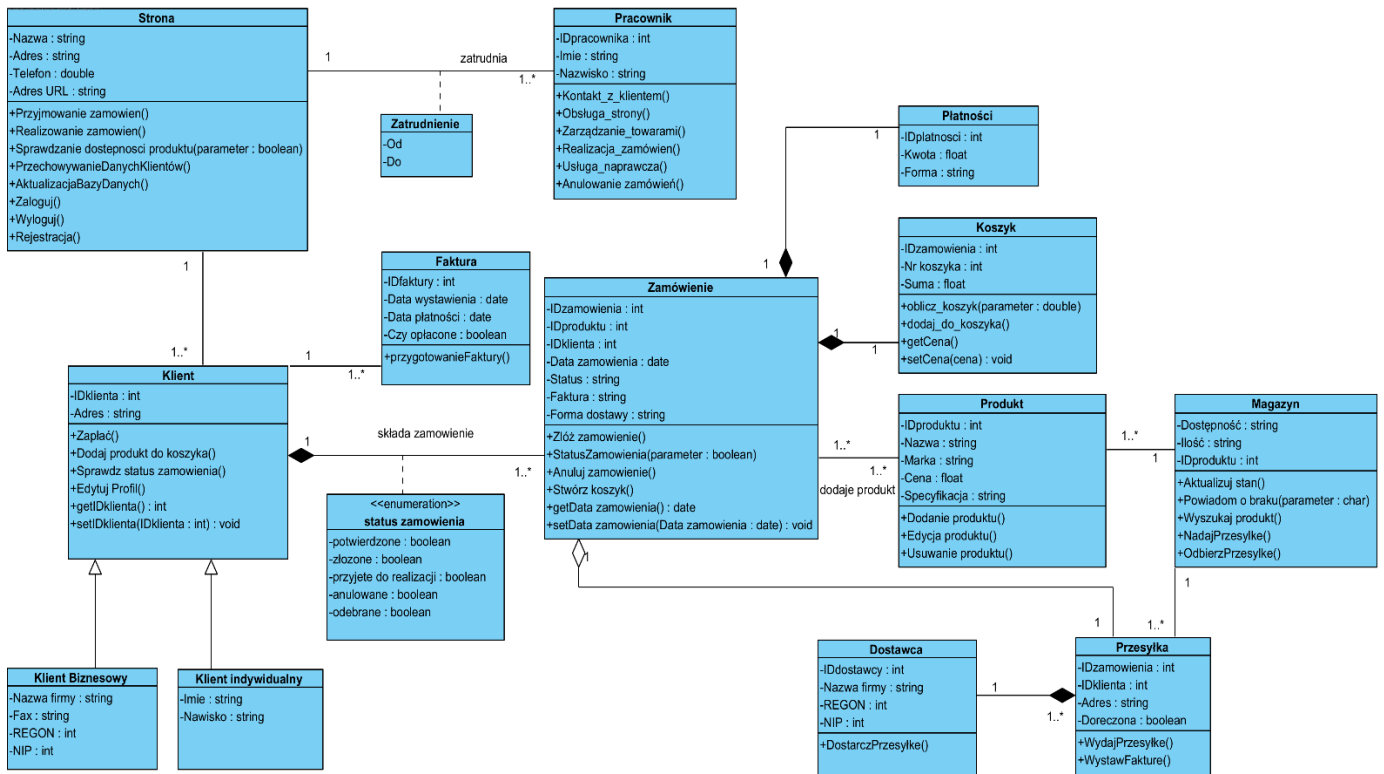 Strona
-Nazwa : string
-Adres : string
-Telefon : double
-Adres URL : string
+Przyjmowanie zamowien()
+Realizowanie zamowien()
+Sprawdzanie dostepnosci produktu(parameter : boolean)
+PrzechowywanieDanychKlientów()
+AktualizacjaBazyDanych()
+Zaloguj()
+Wyloguj()
+Rejestracja()
1
zatrudnia
1..*
Zatrudnienie
-Od
-Do
Pracownik
-IDpracownika : int
-Imie : string
-Nazwisko : string
+Kontakt_z_klientem()
+Obsługa_strony()
+Zarządzanie_towarami()
+Realizacja_zamówien()
+Usługa_naprawcza()
+Anulowanie zamówień()
Płatności
-IDplatnosci : int
-Kwota : float
-Forma : string
1
1
Koszyk
-IDzamowienia : int
-Nr koszyka : int
-Suma : float
+oblicz_koszyk(parameter : double)
+dodaj_do_koszyka()
+getCena()
+setCena(cena) : void
1
1
1
1..*
Faktura
-IDfaktury : int
-Data wystawienia : date
-Data płatności : date
-Czy opłacone : boolean
+przygotowanieFaktury()
1
1..*
Zamówienie
-IDzamowienia : int
-IDproduktu : int
-IDklienta : int
-Data zamowienia : date
-Status : string
-Faktura : string
-Forma dostawy : string
+Zlóż zamowienie()
+StatusZamowienia(parameter : boolean)
+Anuluj zamowienie()
+Stwórz koszyk()
+getData zamowienia() : date
+setData zamowienia(Data zamowienia : date) : void
Klient
-IDklienta : int
-Adres : string
+Zapłać()
+Dodaj produkt do koszyka()
+Sprawdz status zamowienia()
+Edytuj Profil()
+getIDklienta() : int
+setIDklienta(IDklienta : int) : void
1
składa zamowienie
1..*
<<enumeration>>
status zamowienia
-potwierdzone : boolean
-złozone : boolean
-przyjete do realizacji : boolean
-anulowane : boolean
-odebrane : boolean
1..*
1..*
dodaje produkt
Produkt
-IDproduktu : int
-Nazwa : string
-Marka : string
-Cena : float
-Specyfikacja : string
+Dodanie produktu()
+Edycja produktu()
+Usuwanie produktu()
1..*
1
Magazyn
-Dostępność : string
-Ilość : string
-IDproduktu : int
+Aktualizuj stan()
+Powiadom o braku(parameter : char)
+Wyszukaj produkt()
+NadajPrzesylke()
+OdbierzPrzesylke()
1
1..*
1
1
Klient Biznesowy
-Nazwa firmy : string
-Fax : string
-REGON : int
-NIP : int
Klient indywidualny
-Imie : string
-Nawisko : string
Dostawca
-IDdostawcy : int
-Nazwa firmy : string
-REGON : int
-NIP : int
+DostarczPrzesyłke()
1
1..*
Przesyłka
-IDzamowienia : int
-IDklienta : int
-Adres : string
-Doreczona : boolean
+WydajPrzesyłke()
+WystawFakture()